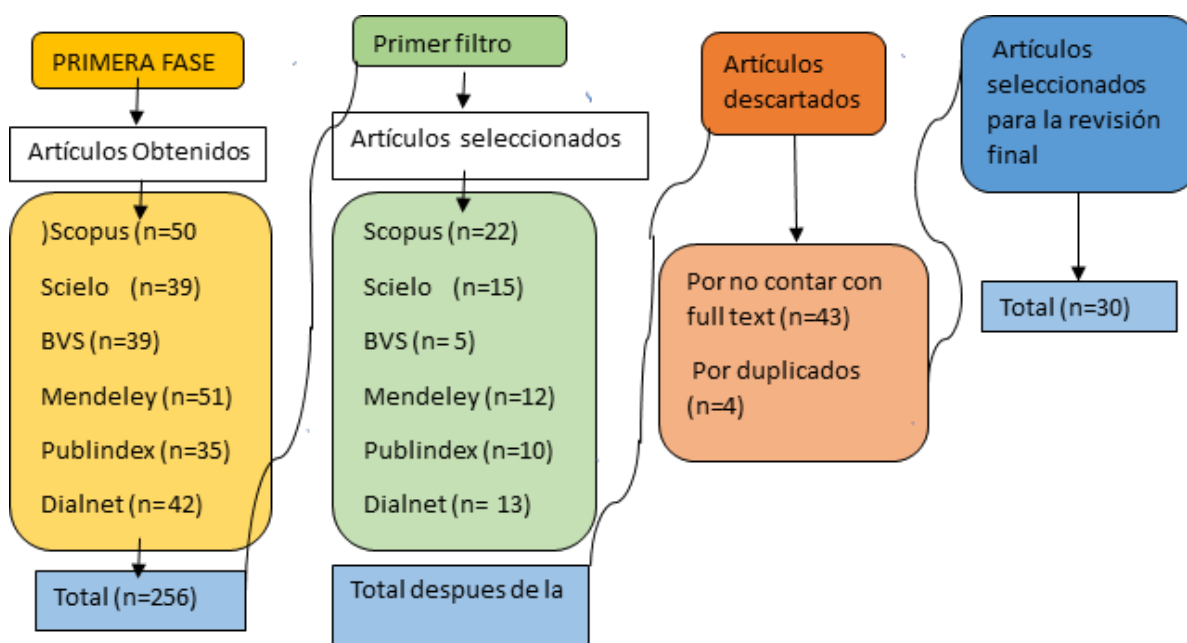 PRIMERA FASE
Artículos Obtenidos
)Scopus (n=50
Scielo (n=39)
BVS (n=39)
Mendeley (n=51)
Publindex (n=35)
Dialnet (n=42)
Total (n=256)
Primer filtro
Artículos seleccionados
Scopus (n=22)
Scielo (n=15)
BVS (n= 5)
Mendeley (n=12)
Publindex (n=10)
Dialnet (n= 13)
Total despues de la
Artículos
descartados
Por no contar con
full text (n=43)
Por duplicados
(n=4)
Artículos
seleccionados
para la revisión
final
Total (n=30)